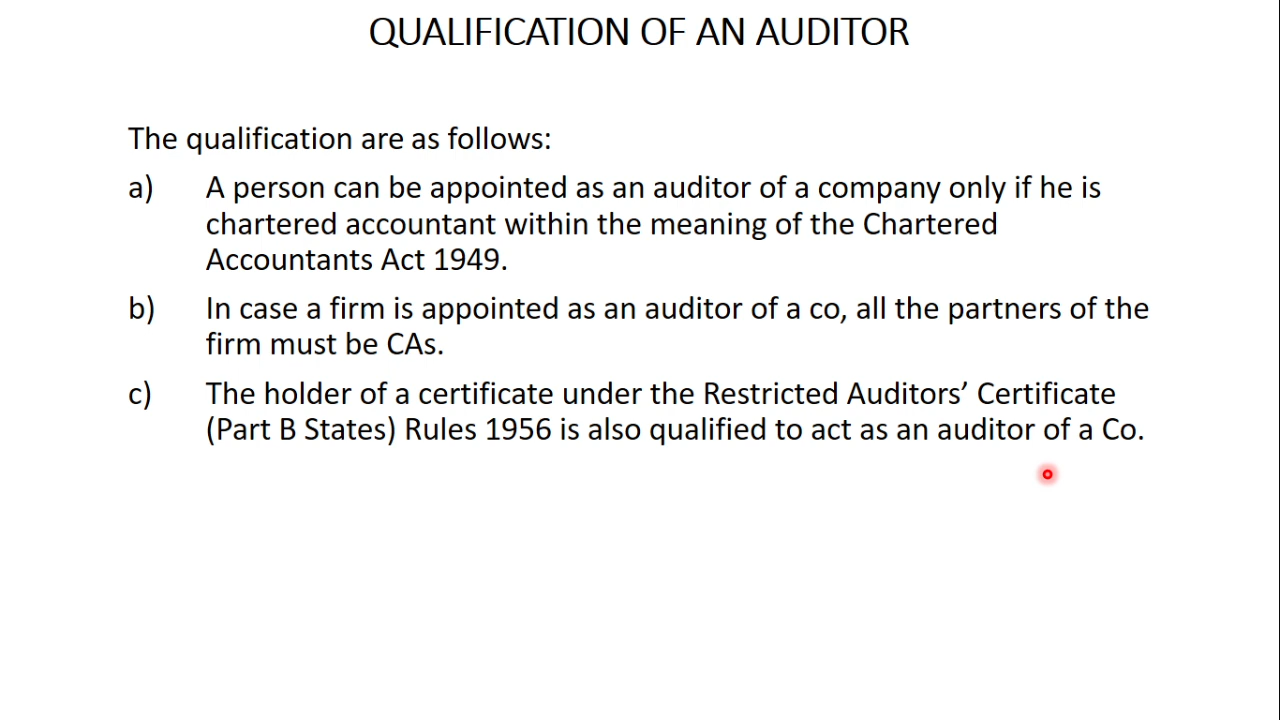 QUALIFICATION OF AN AUDITOR
The qualification are as follows:
a) A person can be appointed as an auditor of a company only if he is
chartered accountant within the meaning of the Chartered
Accountants Act 1949.
b) In case a firm is appointed as an auditor of a co, all the partners of the
firm must be CAs.
c) The holder of a certificate under the Restricted Auditors’ Certificate
(Part B States) Rules 1956 is also qualified to act as an auditor of a Co.